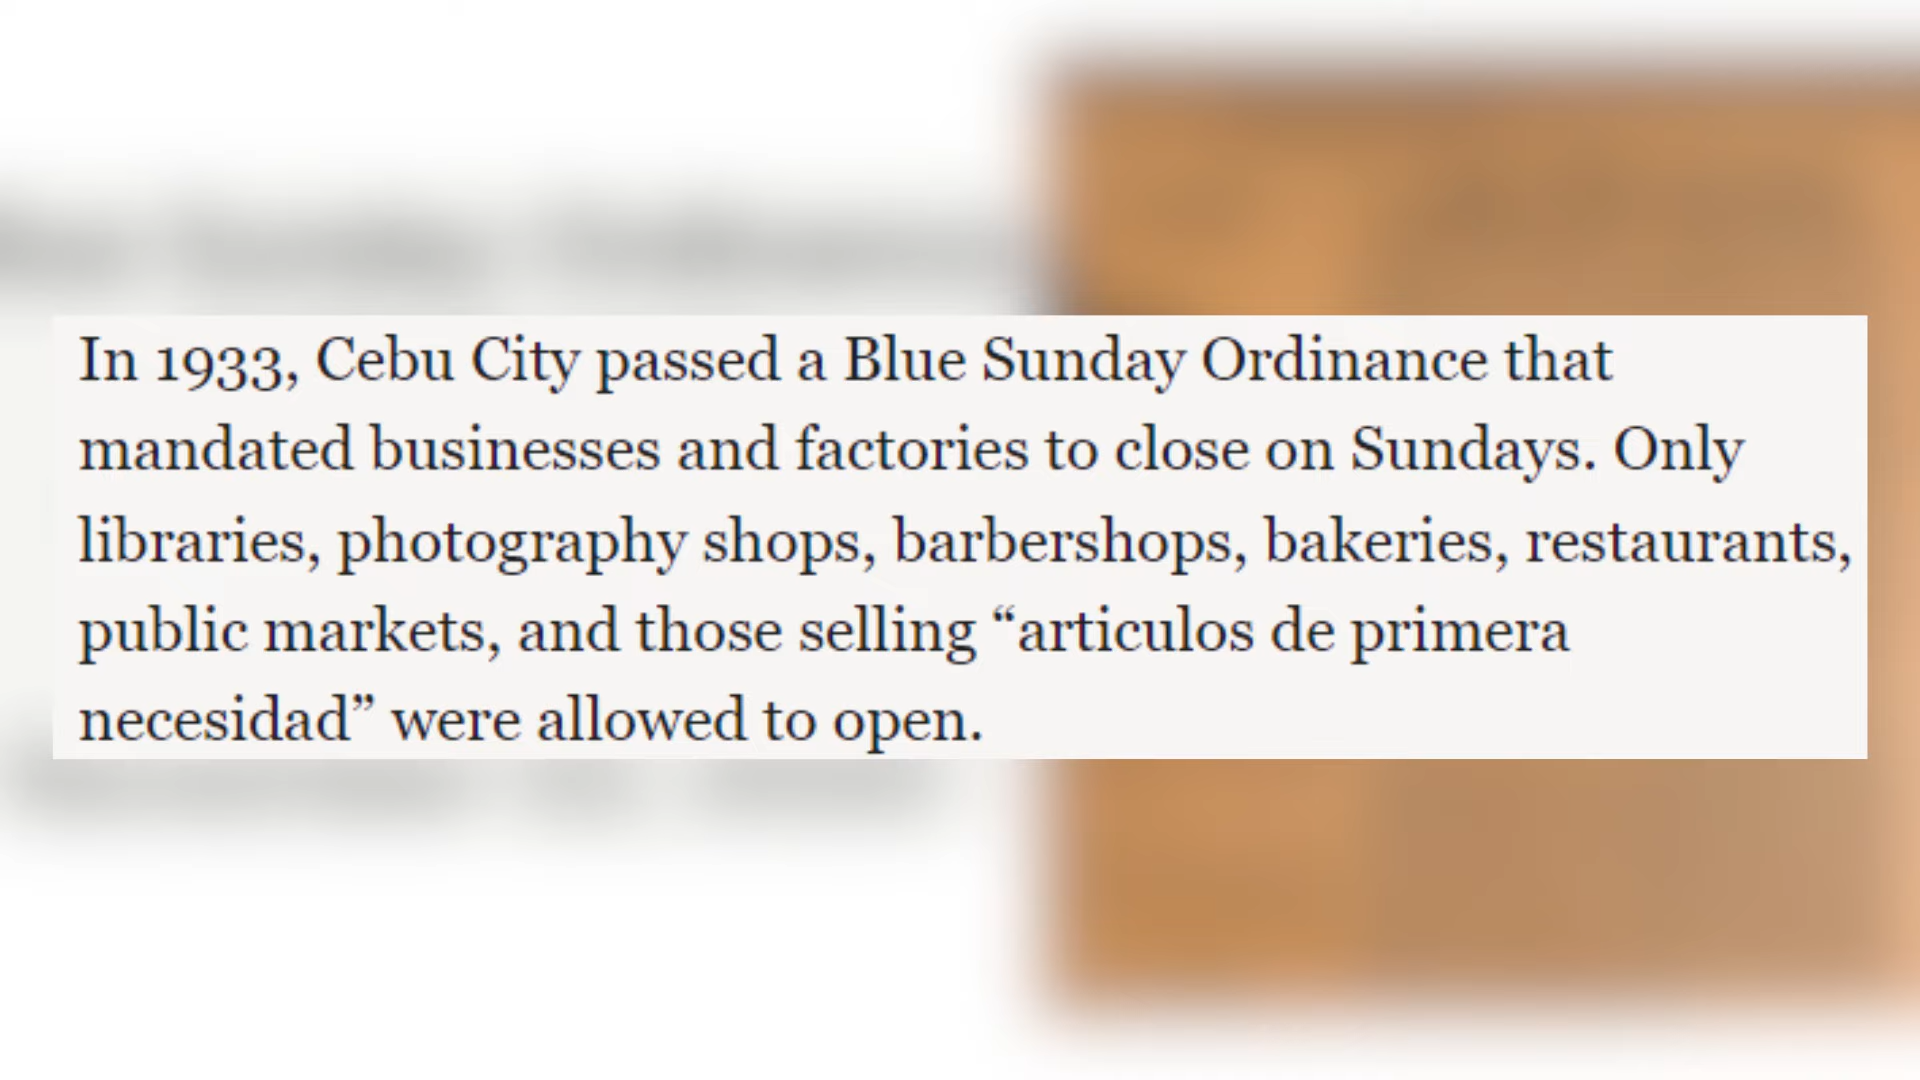 In 1933, Cebu City passed a Blue Sunday Ordinance that
mandated businesses and factories to close on Sundays. Only
libraries, photography shops, barbershops, bakeries, restaurants,
public markets, and those selling “articulos de primera
necesidad” were allowed to open.